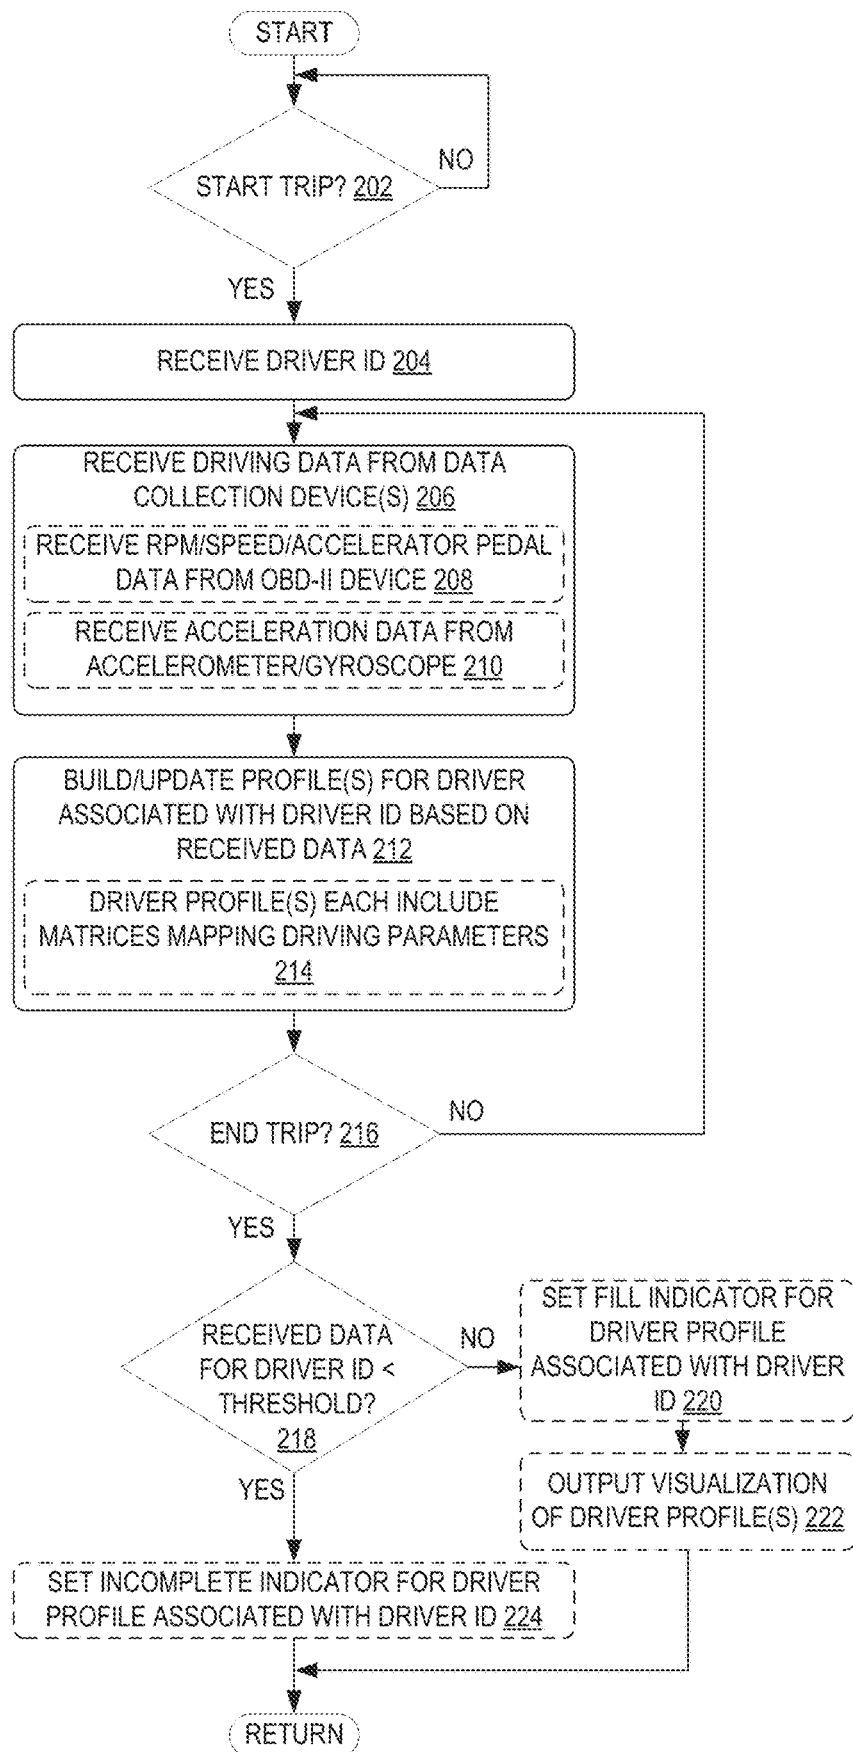 START
START TRIP? 202
NO
YES
RECEIVE DRIVER ID 204
RECEIVE DRIVING DATA FROM DATA
COLLECTION DEVICE(S) 206
RECEIVE RPM/SPEED/ACCELERATOR PEDAL
DATA FROM OBD-II DEVICE 208
RECEIVE ACCELERATION DATA FROM
ACCELEROMETER/GYROSCOPE 210
BUILD/UPDATE PROFILE(S) FOR DRIVER
ASSOCIATED WITH DRIVER ID BASED ON
RECEIVED DATA 212
DRIVER PROFILE(S) EACH INCLUDE
MATRICES MAPPING DRIVING PARAMETERS
214
END TRIP? 216
NO
YES
RECEIVED DATA
FOR DRIVER ID <
THRESHOLD?
218
NO
SET FILL INDICATOR FOR
DRIVER PROFILE
ASSOCIATED WITH DRIVER
ID 220
OUTPUT VISUALIZATION
OF DRIVER PROFILE(S) 222
YES
SET INCOMPLETE INDICATOR FOR DRIVER
PROFILE ASSOCIATED WITH DRIVER ID 224
RETURN